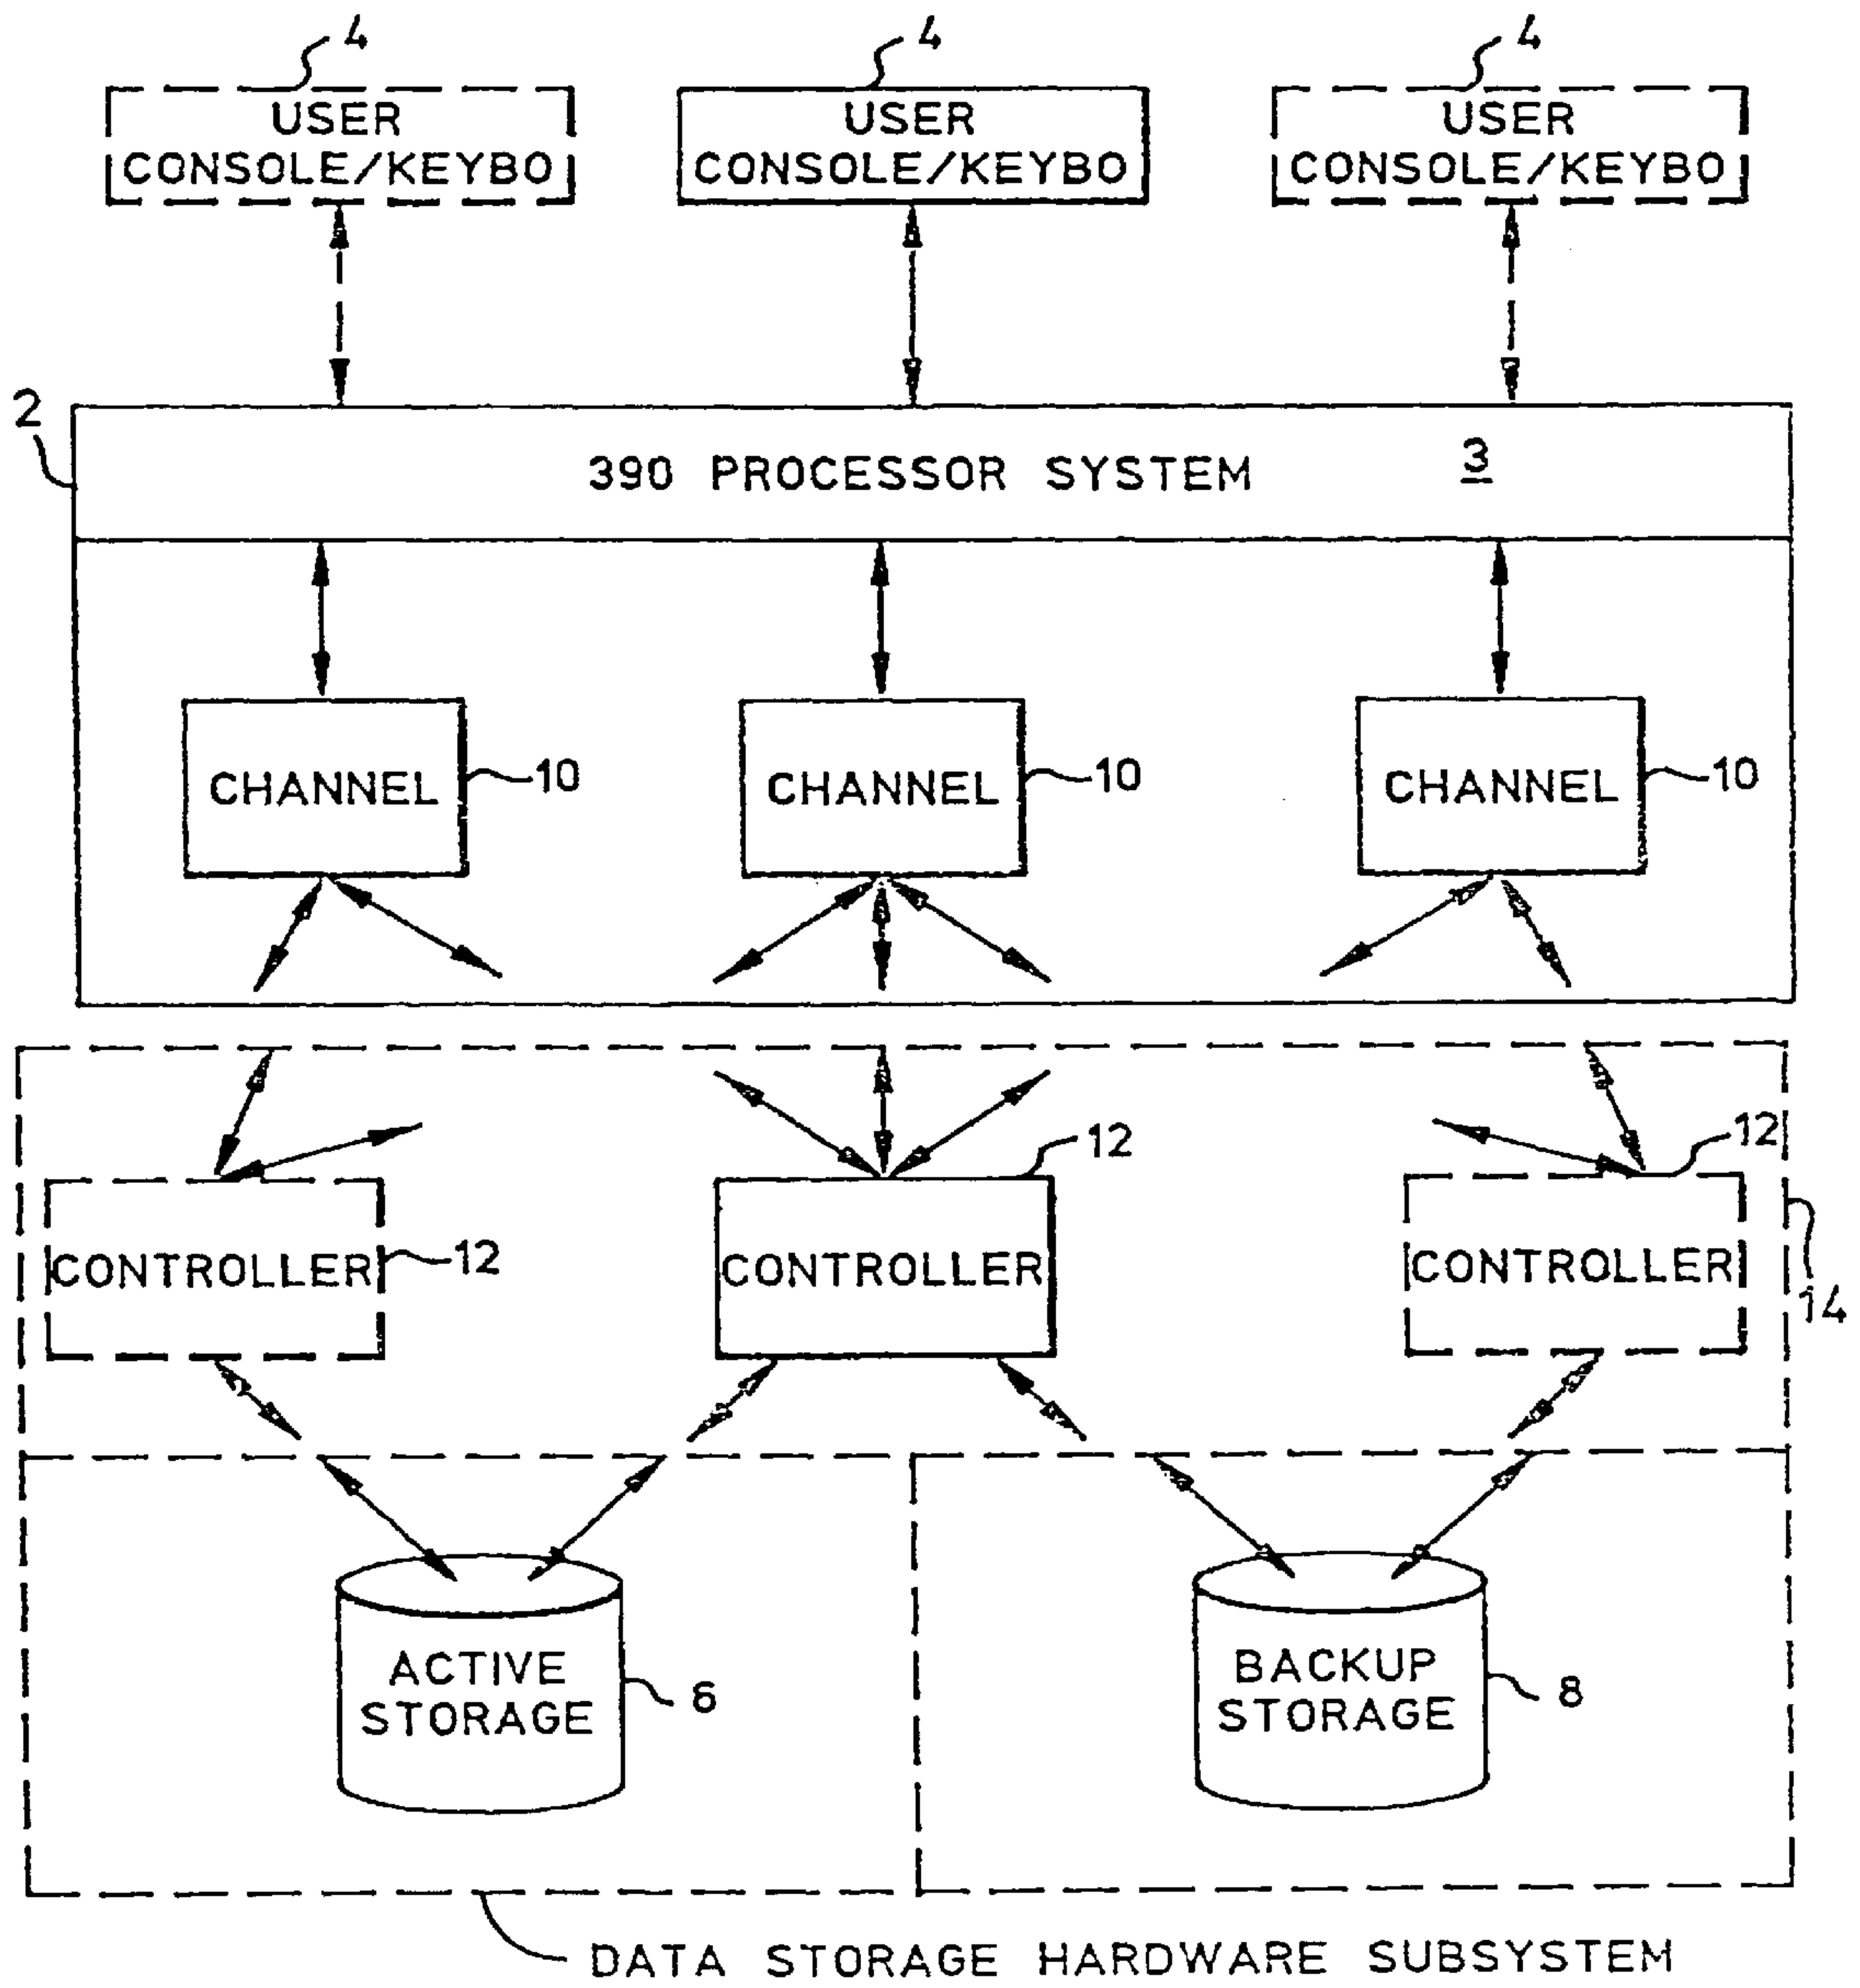 4 4 4
USER USER USER
CONSOLE/KEYBO CONSOLE/KEYBO CONSOLE/KEYBO
2
390 PROCESSOR SYSTEM 3
CHANNEL 10 CHANNEL 10 CHANNEL 10
12 12
CONTROLLER 12 CONTROLLER CONTROLLER
14
ACTIVE
STORAGE 6
BACKUP
STORAGE 8
DATA STORAGE HARDWARE SUBSYSTEM